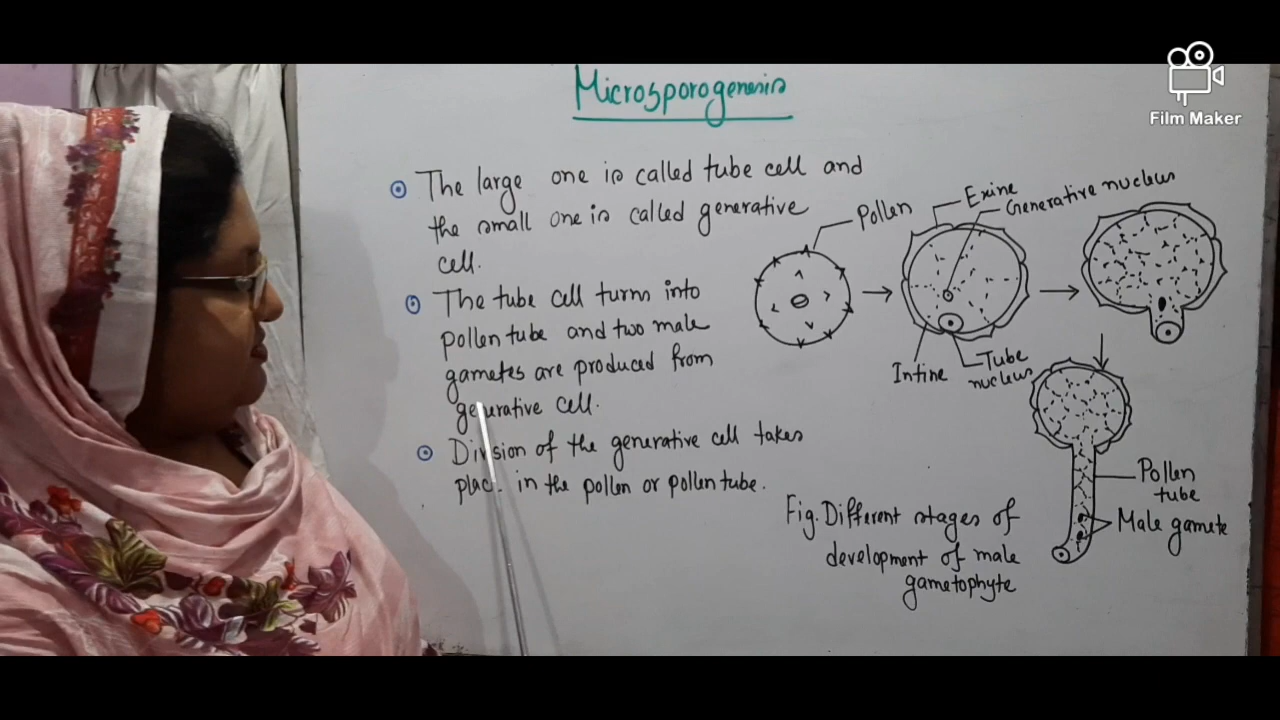 Film Maker
Microsporogenesis
The large one is called tube cell and
the small one is called generative
cell.
The tube cell turns into
pollen tube and two male
gametes are produced from
generative cell.
Division of the generative cell takes
place in the pollen or pollen tube.
Pollen
Exine
Generative nucleus
Intine
Tube
nucleus
Pollen
tube
Male gamete
Fig. Different stages of
development of male
gametophyte